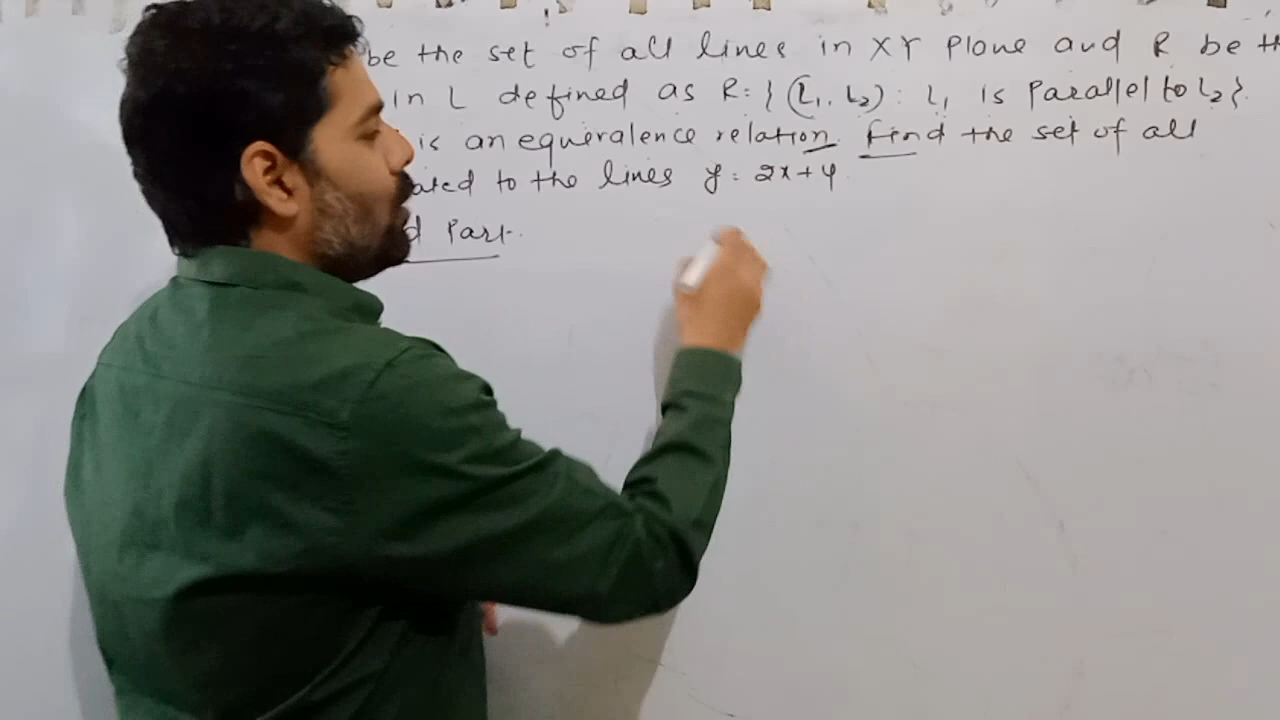 be the set of all lines in XY Plane and R be th
in L defined as R = { (L₁, L₂) : L₁ is Parallel to L₂ }.
is an equivalence relation. Find the set of all
ated to the lines y = 2x + 4
d Part.